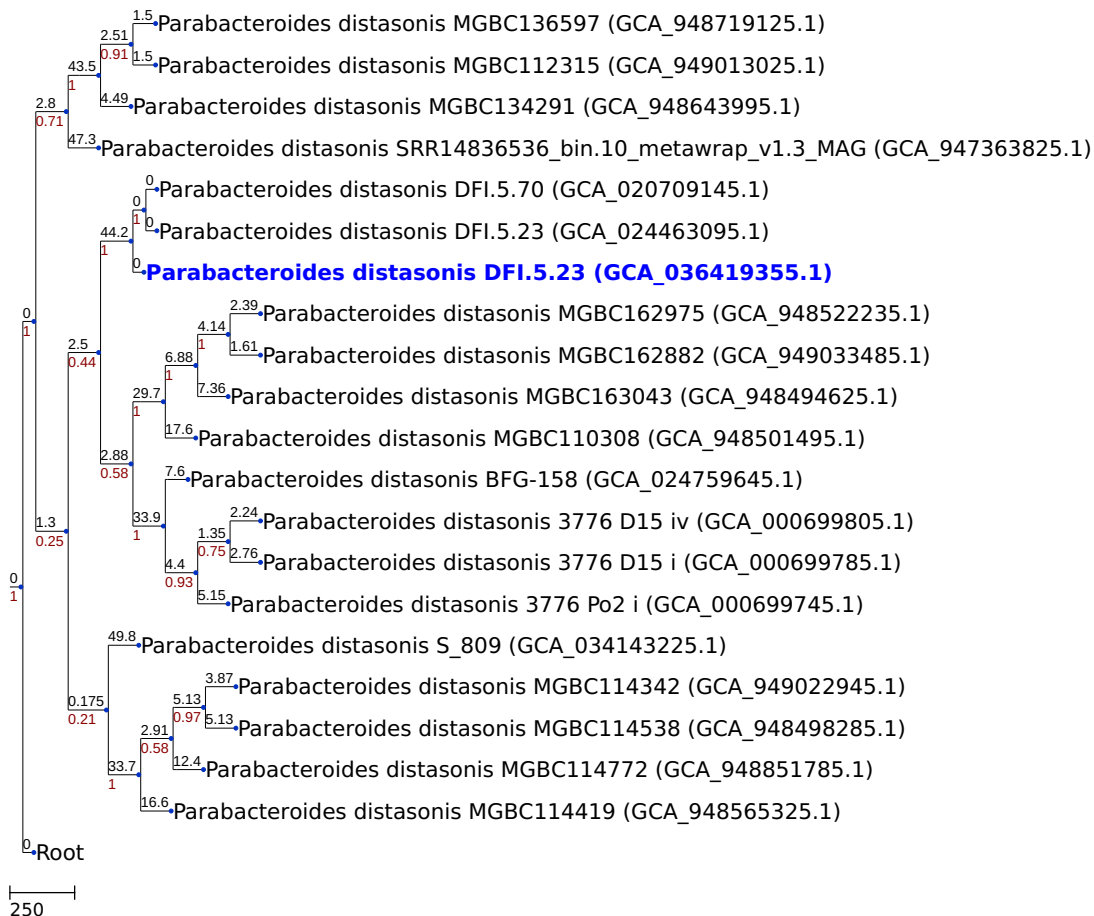 1.5
Parabacteroides distasonis MGBC136597 (GCA_948719125.1)
2.51
0.91
1.5
Parabacteroides distasonis MGBC112315 (GCA_949013025.1)
43.5
1
4.49
Parabacteroides distasonis MGBC134291 (GCA_948643995.1)
2.8
0.71
47.3
Parabacteroides distasonis SRR14836536_bin.10_metawrap_v1.3_MAG (GCA_947363825.1)
0
Parabacteroides distasonis DFI.5.70 (GCA_020709145.1)
0
1
0
Parabacteroides distasonis DFI.5.23 (GCA_024463095.1)
44.2
1
0
Parabacteroides distasonis DFI.5.23 (GCA_036419355.1)
2.39
Parabacteroides distasonis MGBC162975 (GCA_948522235.1)
0
1
4.14
1
1.61
Parabacteroides distasonis MGBC162882 (GCA_949033485.1)
2.5
0.44
6.88
1
7.36
Parabacteroides distasonis MGBC163043 (GCA_948494625.1)
29.7
1
17.6
Parabacteroides distasonis MGBC110308 (GCA_948501495.1)
2.88
0.58
7.6
Parabacteroides distasonis BFG-158 (GCA_024759645.1)
2.24
Parabacteroides distasonis 3776 D15 iv (GCA_000699805.1)
1.3
0.25
33.9
1
1.35
0.75
2.76
Parabacteroides distasonis 3776 D15 i (GCA_000699785.1)
4.4
0.93
5.15
Parabacteroides distasonis 3776 Po2 i (GCA_000699745.1)
0
1
49.8
Parabacteroides distasonis S_809 (GCA_034143225.1)
3.87
Parabacteroides distasonis MGBC114342 (GCA_949022945.1)
0.175
0.21
5.13
0.97
5.13
Parabacteroides distasonis MGBC114538 (GCA_948498285.1)
2.91
0.58
12.4
Parabacteroides distasonis MGBC114772 (GCA_948851785.1)
33.7
1
16.6
Parabacteroides distasonis MGBC114419 (GCA_948565325.1)
0
Root
250